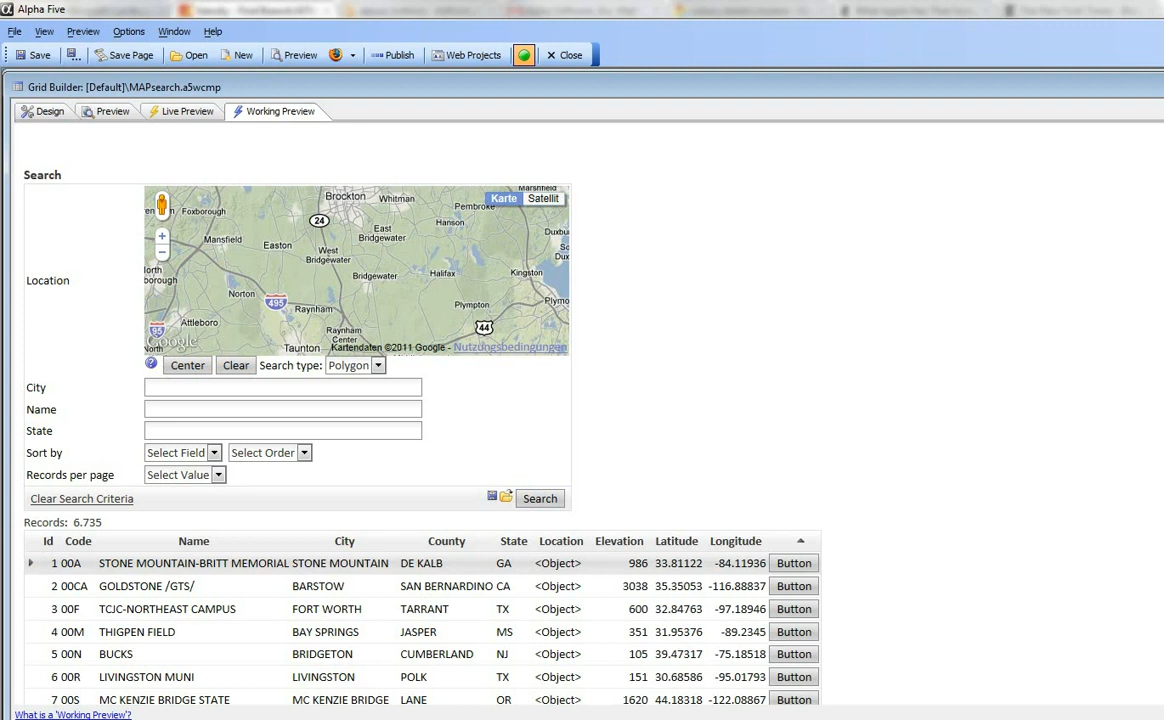 Alpha Five
File View Preview Options Window Help
Save Save Page Open New Preview Publish Web Projects Close
Grid Builder: [Default]\MAPsearch.a5wcmp
Design Preview Live Preview Working Preview
Search
Location
Brockton Whitman Marshfield
Karte Satellit
Foxborough 24 Pembroke
Hanson
Mansfield Easton East Bridgewater Duxbu
West Bridgewater
Bridgewater Halifax Kingston
North borough
Norton 495 Raynham Plympton Plymo
Attleboro 44
95 Raynham Center
North Google Taunton Kartendaten ©2011 Google - Nutzungsbedingungen
Center Clear Search type: Polygon
City
Name
State
Sort by Select Field Select Order
Records per page Select Value
Clear Search Criteria Search
Records: 6.735
Id Code Name City County State Location Elevation Latitude Longitude
1 00A STONE MOUNTAIN-BRITT MEMORIAL STONE MOUNTAIN DE KALB GA <Object> 986 33.81122 -84.11936 Button
2 00CA GOLDSTONE /GTS/ BARSTOW SAN BERNARDINO CA <Object> 3038 35.35053 -116.88837 Button
3 00F TCJC-NORTHEAST CAMPUS FORT WORTH TARRANT TX <Object> 600 32.84763 -97.18946 Button
4 00M THIGPEN FIELD BAY SPRINGS JASPER MS <Object> 351 31.95376 -89.2345 Button
5 00N BUCKS BRIDGETON CUMBERLAND NJ <Object> 105 39.47317 -75.18518 Button
6 00R LIVINGSTON MUNI LIVINGSTON POLK TX <Object> 151 30.68586 -95.01793 Button
7 00S MC KENZIE BRIDGE STATE MC KENZIE BRIDGE LANE OR <Object> 1620 44.18318 -122.08867 Button
What is a 'Working Preview'?